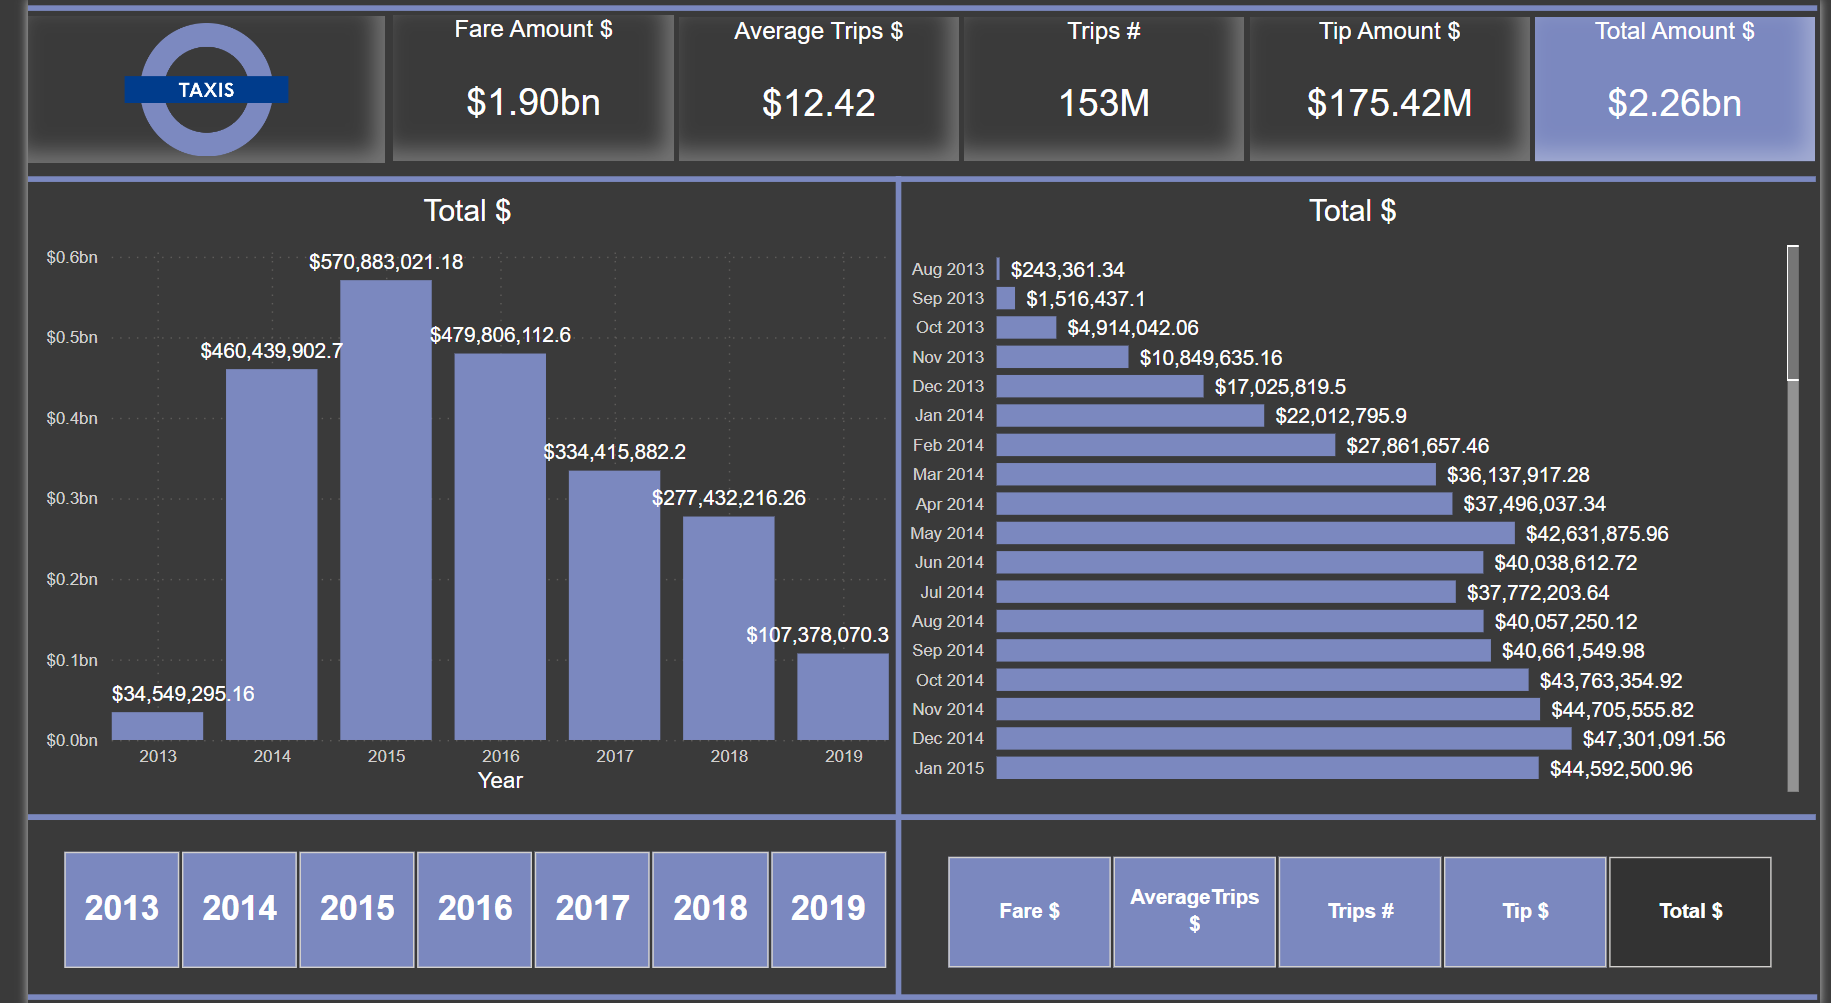 TAXIS
Fare Amount $
$1.90bn
Average Trips $
$12.42
Trips #
153M
Tip Amount $
$175.42M
Total Amount $
$2.26bn
Total $
$0.6bn
$0.5bn
$0.4bn
$0.3bn
$0.2bn
$0.1bn
$0.0bn
$34,549,295.16
$460,439,902.7
$570,883,021.18
$479,806,112.6
$334,415,882.2
$277,432,216.26
$107,378,070.3
2013 2014 2015 2016 2017 2018 2019
Year
Total $
Aug 2013 $243,361.34
Sep 2013 $1,516,437.1
Oct 2013 $4,914,042.06
Nov 2013 $10,849,635.16
Dec 2013 $17,025,819.5
Jan 2014 $22,012,795.9
Feb 2014 $27,861,657.46
Mar 2014 $36,137,917.28
Apr 2014 $37,496,037.34
May 2014 $42,631,875.96
Jun 2014 $40,038,612.72
Jul 2014 $37,772,203.64
Aug 2014 $40,057,250.12
Sep 2014 $40,661,549.98
Oct 2014 $43,763,354.92
Nov 2014 $44,705,555.82
Dec 2014 $47,301,091.56
Jan 2015 $44,592,500.96
2013 2014 2015 2016 2017 2018 2019
Fare $
AverageTrips
$
Trips #
Tip $
Total $